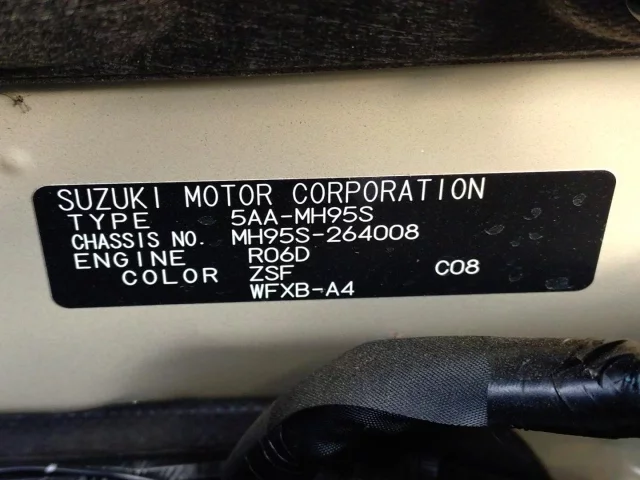 SUZUKI MOTOR CORPORATION
TYPE 5AA-MH95S
CHASSIS NO. MH95S-264008
ENGINE R06D
COLOR ZSF C08
WFXB-A4